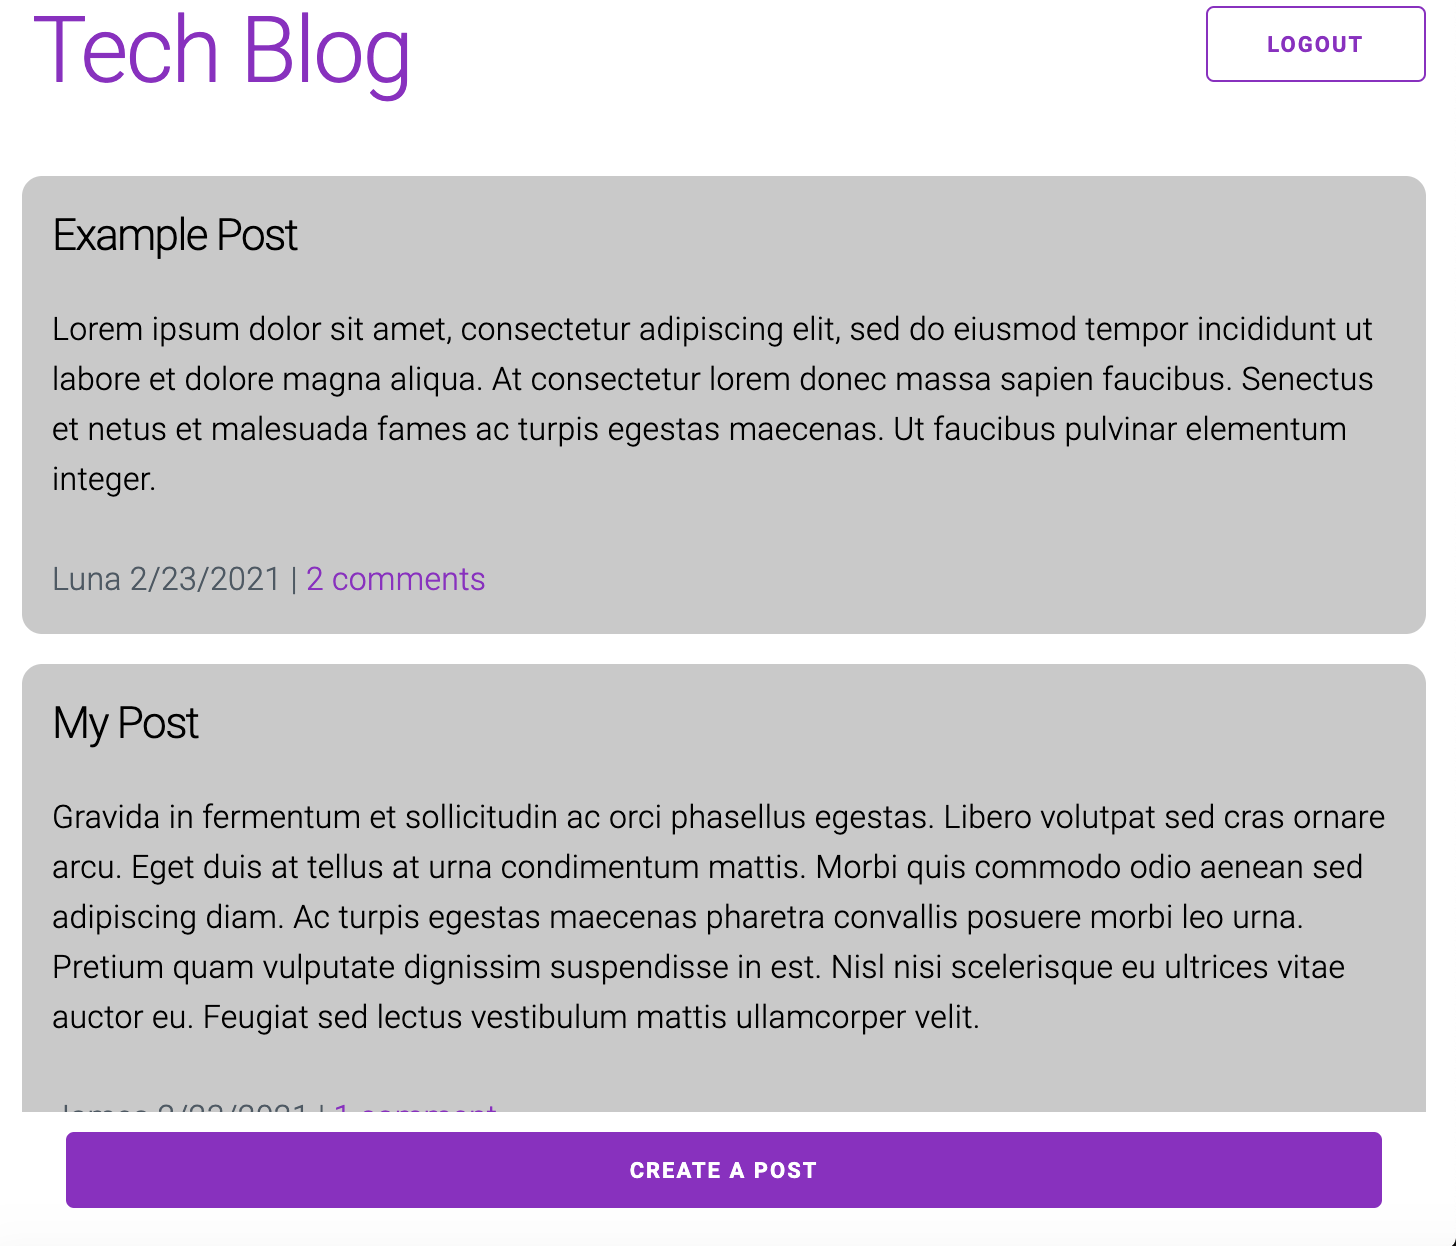 Tech Blog
LOGOUT
Example Post
Lorem ipsum dolor sit amet, consectetur adipiscing elit, sed do eiusmod tempor incididunt ut
labore et dolore magna aliqua. At consectetur lorem donec massa sapien faucibus. Senectus
et netus et malesuada fames ac turpis egestas maecenas. Ut faucibus pulvinar elementum
integer.
Luna 2/23/2021 | 2 comments
My Post
Gravida in fermentum et sollicitudin ac orci phasellus egestas. Libero volutpat sed cras ornare
arcu. Eget duis at tellus at urna condimentum mattis. Morbi quis commodo odio aenean sed
adipiscing diam. Ac turpis egestas maecenas pharetra convallis posuere morbi leo urna.
Pretium quam vulputate dignissim suspendisse in est. Nisl nisi scelerisque eu ultrices vitae
auctor eu. Feugiat sed lectus vestibulum mattis ullamcorper velit.
| 1 comment
CREATE A POST